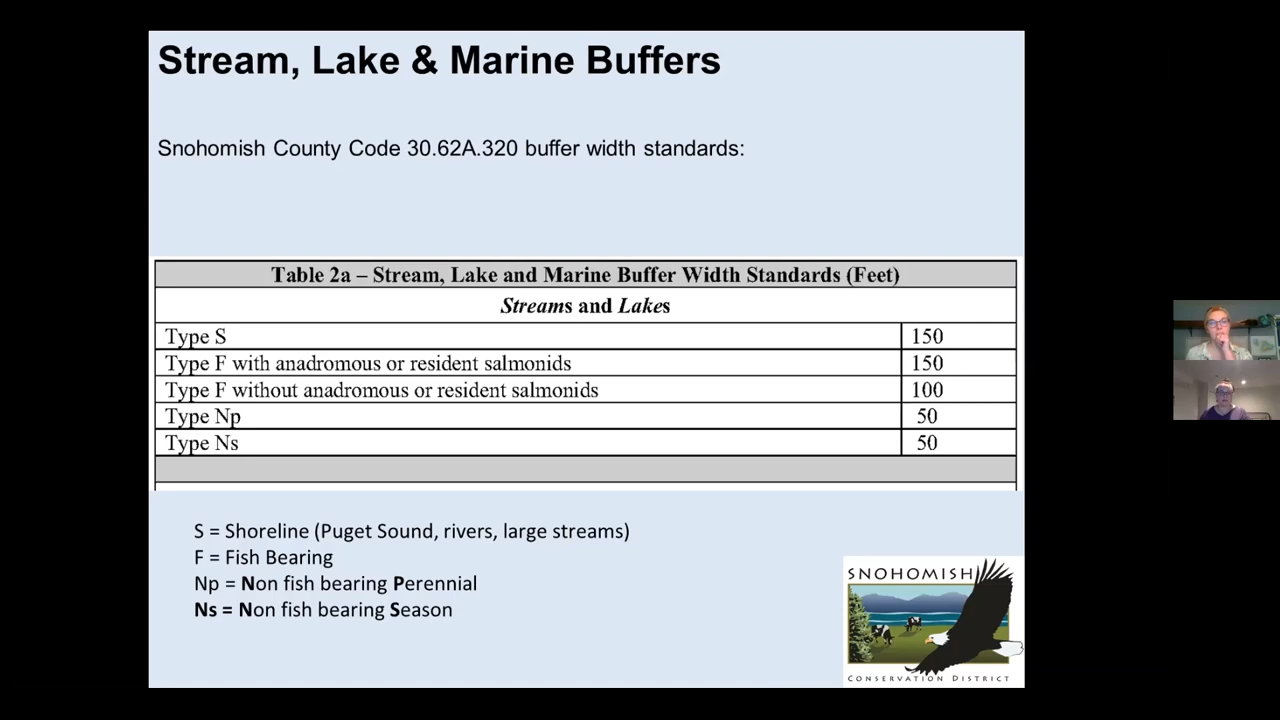 Stream, Lake & Marine Buffers
Snohomish County Code 30.62A.320 buffer width standards:
Table 2a – Stream, Lake and Marine Buffer Width Standards (Feet)
Streams and Lakes
Type S 150
Type F with anadromous or resident salmonids 150
Type F without anadromous or resident salmonids 100
Type Np 50
Type Ns 50
S = Shoreline (Puget Sound, rivers, large streams)
F = Fish Bearing
Np = Non fish bearing Perennial
Ns = Non fish bearing Season
SNOHOMISH
CONSERVATION DISTRICT